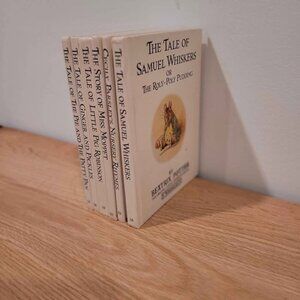 THE TALE OF THE PIE AND THE PATTY PAN
THE TALE OF GINGER AND PICKLES
THE TALE OF LITTLE PIG ROBINSON
THE STORY OF MISS MOPPET
CECILY PARSLEY'S NURSERY RHYMES
THE TALE OF SAMUEL WHISKERS
THE TALE OF
SAMUEL WHISKERS
OR
THE ROLY-POLY PUDDING
BY
BEATRIX POTTER